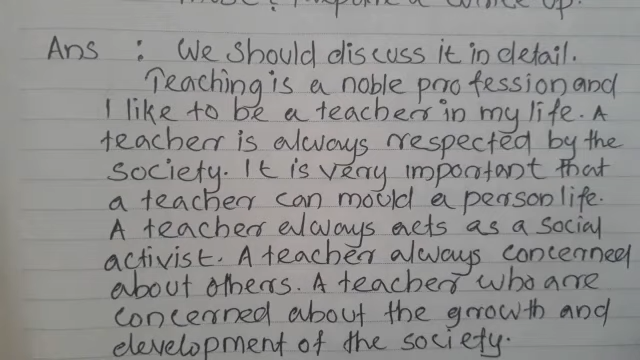 Ans : We should discuss it in detail.
Teaching is a noble profession and
I like to be a teacher in my life. A
teacher is always respected by the
society. It is very important that
a teacher can mould a person life.
A teacher always acts as a social
activist. A teacher always concerned
about others. A teacher who are
concerned about the growth and
development of the society.